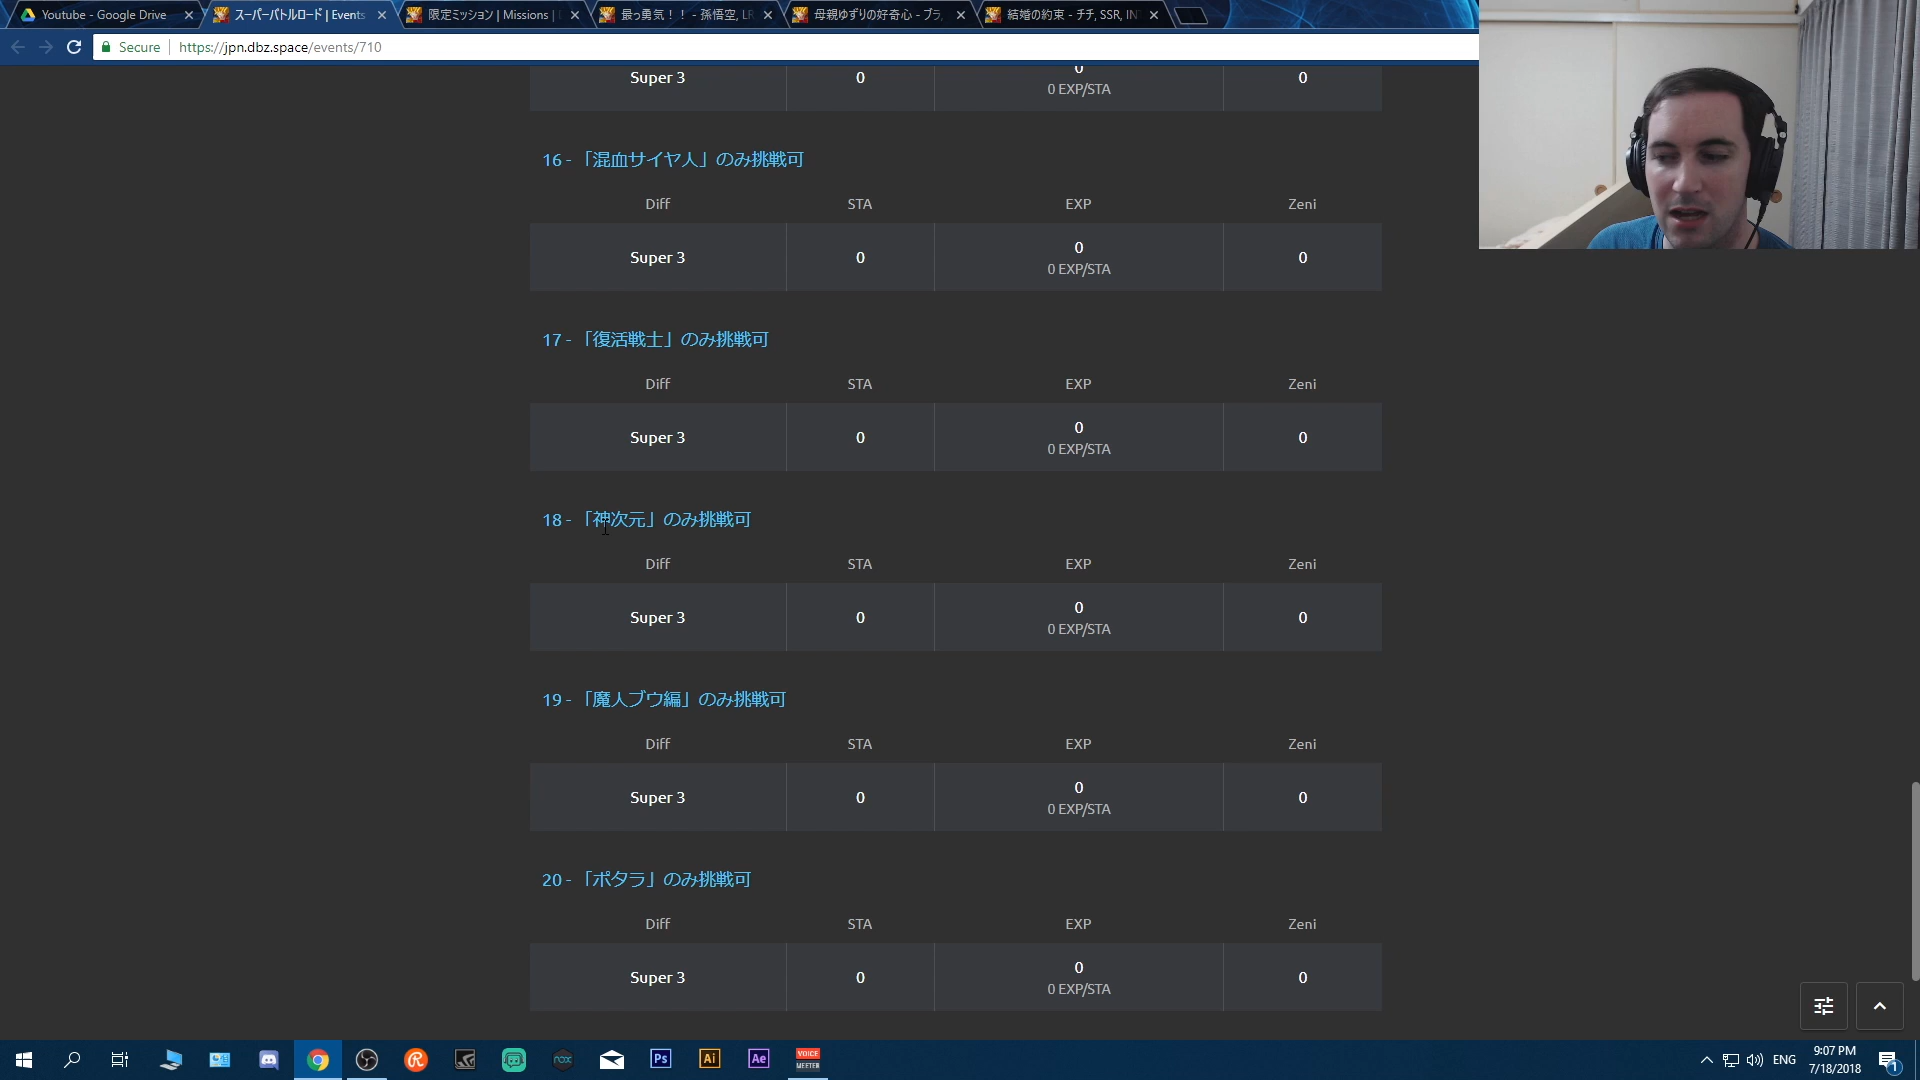 Youtube - Google Drive
スーパーバトルロード | Events
限定ミッション | Missions |
最っ勇気！！ - 孫悟空, LR
母親ゆずりの好奇心 - ブラ,
結婚の約束 - チチ, SSR, INT
Secure
https://jpn.dbz.space/events/710
Super 3
0
0
0 EXP/STA
0
16 - 「混血サイヤ人」のみ挑戦可
Diff
STA
EXP
Zeni
Super 3
0
0
0 EXP/STA
0
17 - 「復活戦士」のみ挑戦可
Diff
STA
EXP
Zeni
Super 3
0
0
0 EXP/STA
0
18 - 「神次元」のみ挑戦可
Diff
STA
EXP
Zeni
Super 3
0
0
0 EXP/STA
0
19 - 「魔人ブウ編」のみ挑戦可
Diff
STA
EXP
Zeni
Super 3
0
0
0 EXP/STA
0
20 - 「ポタラ」のみ挑戦可
Diff
STA
EXP
Zeni
Super 3
0
0
0 EXP/STA
0
nox
Ps
Ai
Ae
VOICE
MEETER
ENG
9:07 PM
7/18/2018
1